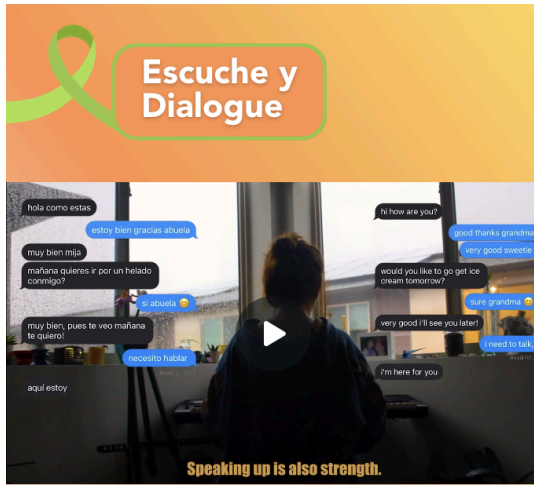 Escuche y
Dialogue
hola como estas
estoy bien gracias abuela
muy bien mija
mañana quieres ir por un helado
conmigo?
si abuela 😊
muy bien, pues te veo mañana
te quiero!
necesito hablar
aquí estoy
hi how are you?
good thanks grandma
very good sweetie
would you like to go get ice
cream tomorrow?
sure grandma 😊
very good i'll see you later!
i need to talk,
i'm here for you
Speaking up is also strength.